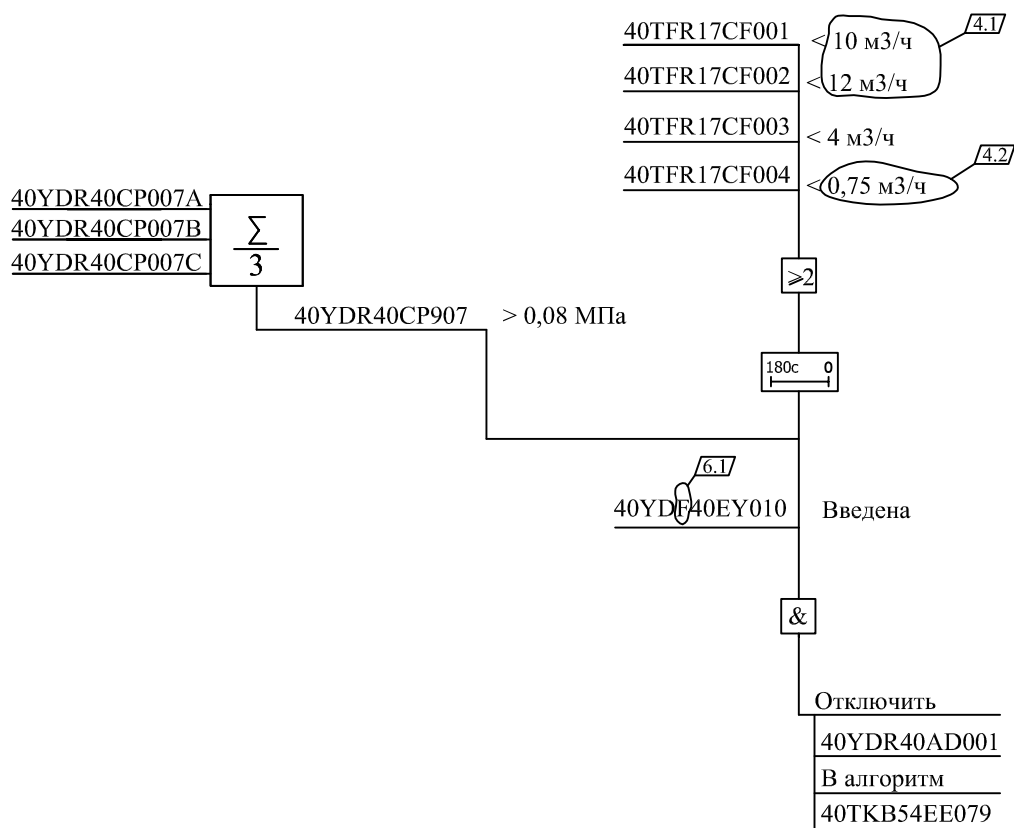 40TFR17CF001 < 10 м3/ч 4.1
40TFR17CF002 < 12 м3/ч
40TFR17CF003 < 4 м3/ч
40TFR17CF004 < 0,75 м3/ч 4.2
40YDR40CP007A
40YDR40CP007B
40YDR40CP007C
∑
3
⩾2
40YDR40CP907 > 0,08 МПа
180с 0
6.1
40YDF40EY010 Введена
&
Отключить
40YDR40AD001
В алгоритм
40TKB54EE079